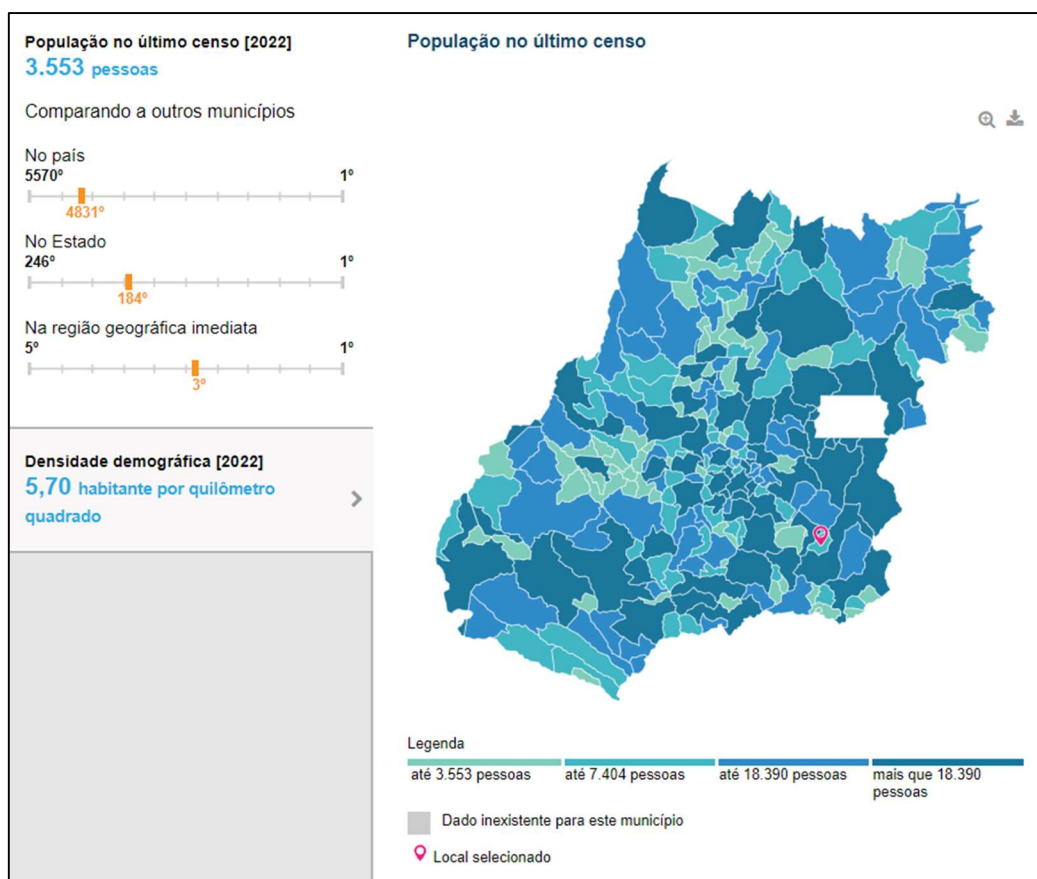 População no último censo [2022]
3.553 pessoas
Comparando a outros municípios
No país
5570º 1º
4831º
No Estado
246º 1º
184º
Na região geográfica imediata
5º 1º
3º
Densidade demográfica [2022]
5,70 habitante por quilômetro
quadrado
População no último censo
Legenda
até 3.553 pessoas até 7.404 pessoas até 18.390 pessoas mais que 18.390
pessoas
Dado inexistente para este município
Local selecionado